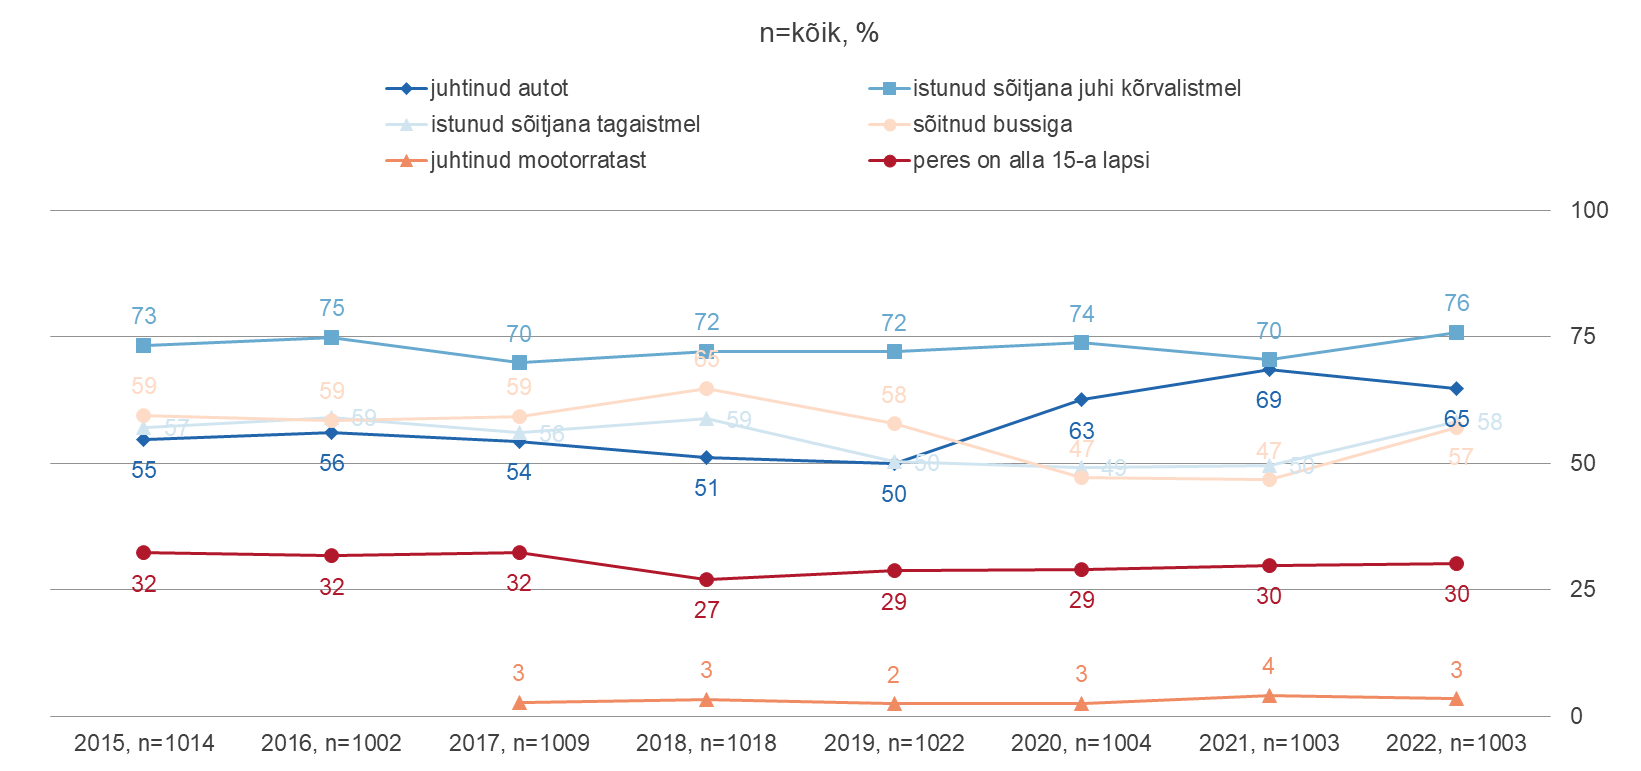 n=kõik, %
juhtinud autot
istunud sõitjana juhi kõrvalistmel
istunud sõitjana tagaistmel
sõitnud bussiga
juhtinud mootorratast
peres on alla 15-a lapsi
100
73 75 70 72 72 74 70 76
75
59 59 59 65 58 47 47 57
57 59 56 59 50 49 50 58
55 56 54 51 50 63 69 65
50
32 32 32 27 29 29 30 30
25
3 3 2 3 4 3
0
2015, n=1014 2016, n=1002 2017, n=1009 2018, n=1018 2019, n=1022 2020, n=1004 2021, n=1003 2022, n=1003